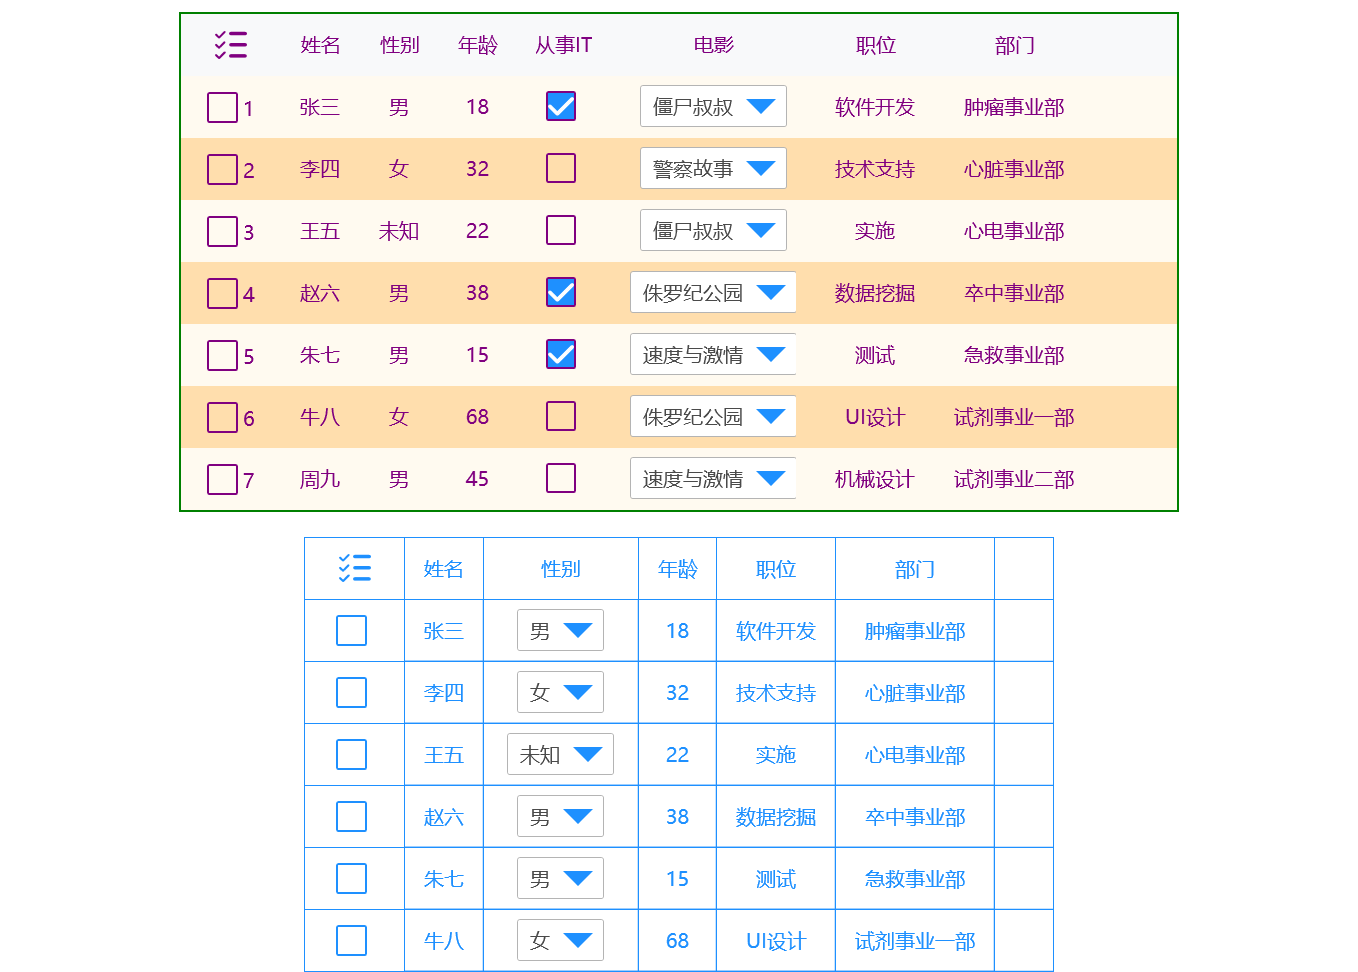 姓名 性别 年龄 从事IT 电影 职位 部门
1 张三 男 18 僵尸叔叔 软件开发 肿瘤事业部
2 李四 女 32 警察故事 技术支持 心脏事业部
3 王五 未知 22 僵尸叔叔 实施 心电事业部
4 赵六 男 38 侏罗纪公园 数据挖掘 卒中事业部
5 朱七 男 15 速度与激情 测试 急救事业部
6 牛八 女 68 侏罗纪公园 UI设计 试剂事业一部
7 周九 男 45 速度与激情 机械设计 试剂事业二部
姓名 性别 年龄 职位 部门
张三 男 18 软件开发 肿瘤事业部
李四 女 32 技术支持 心脏事业部
王五 未知 22 实施 心电事业部
赵六 男 38 数据挖掘 卒中事业部
朱七 男 15 测试 急救事业部
牛八 女 68 UI设计 试剂事业一部